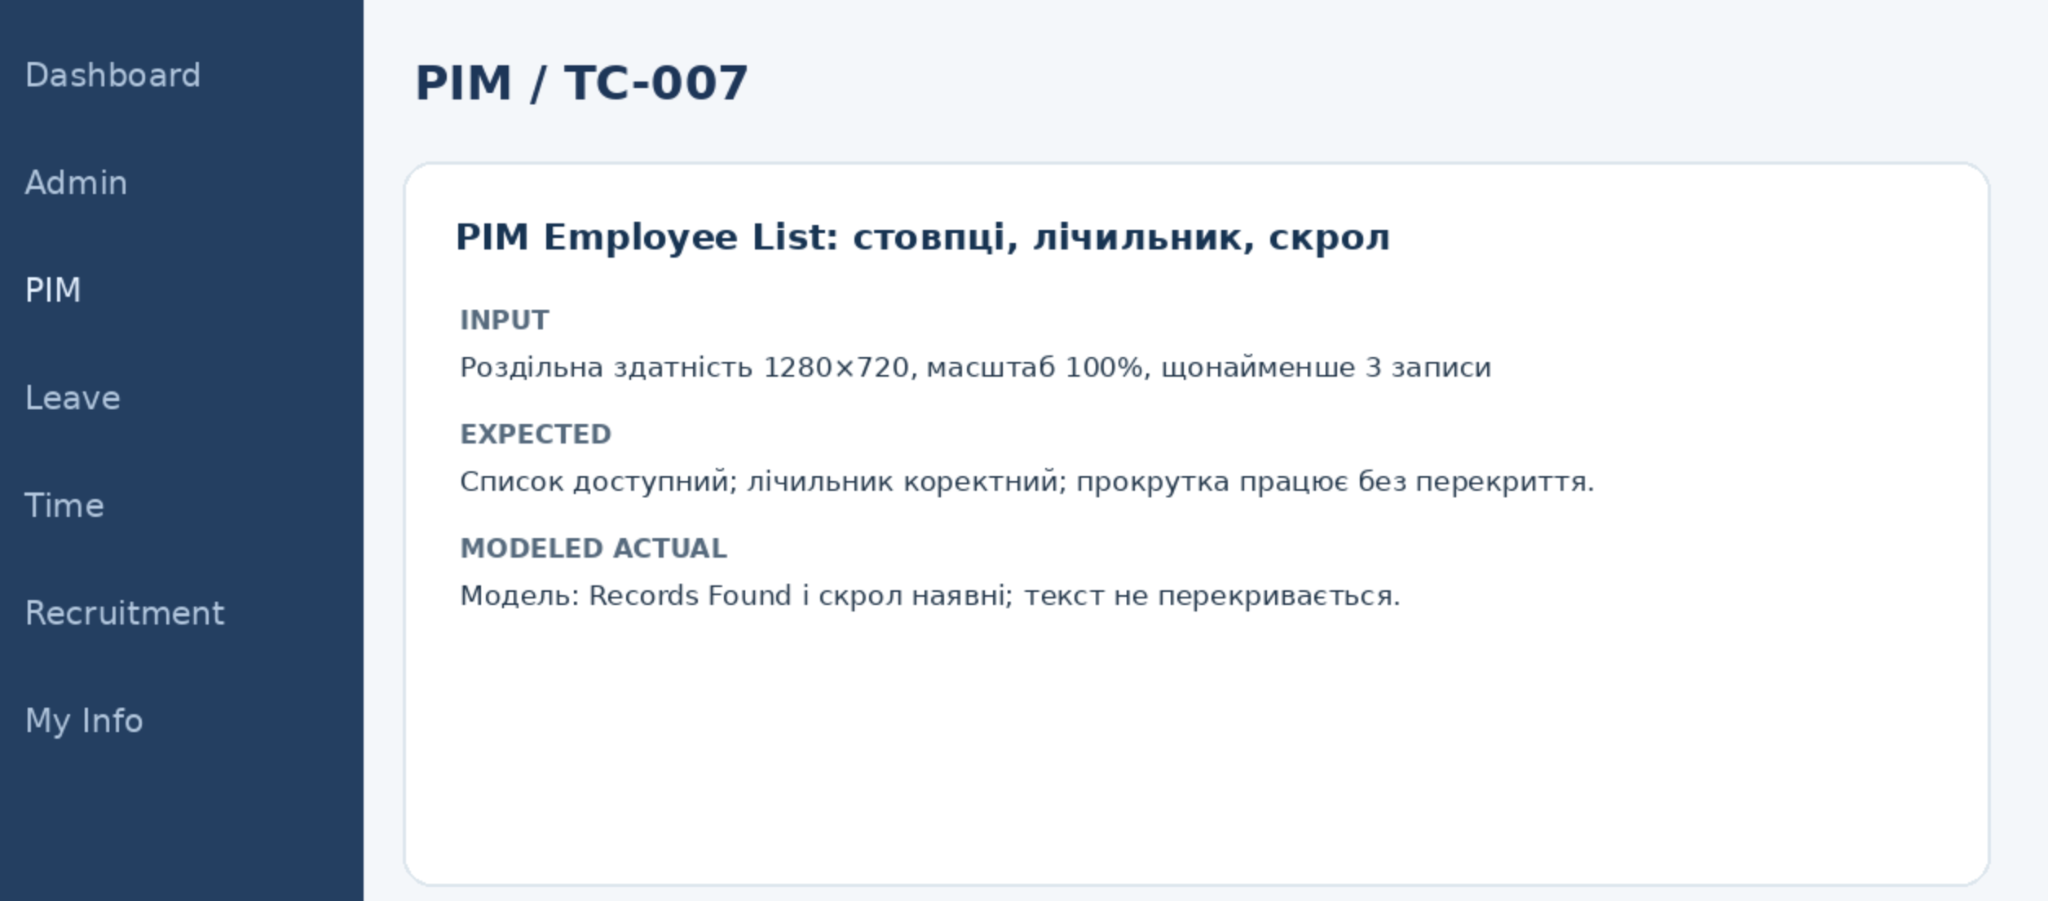 Dashboard
Admin
PIM
Leave
Time
Recruitment
My Info
PIM / TC-007
PIM Employee List: стовпці, лічильник, скрол
INPUT
Роздільна здатність 1280×720, масштаб 100%, щонайменше 3 записи
EXPECTED
Список доступний; лічильник коректний; прокрутка працює без перекриття.
MODELED ACTUAL
Модель: Records Found і скрол наявні; текст не перекривається.